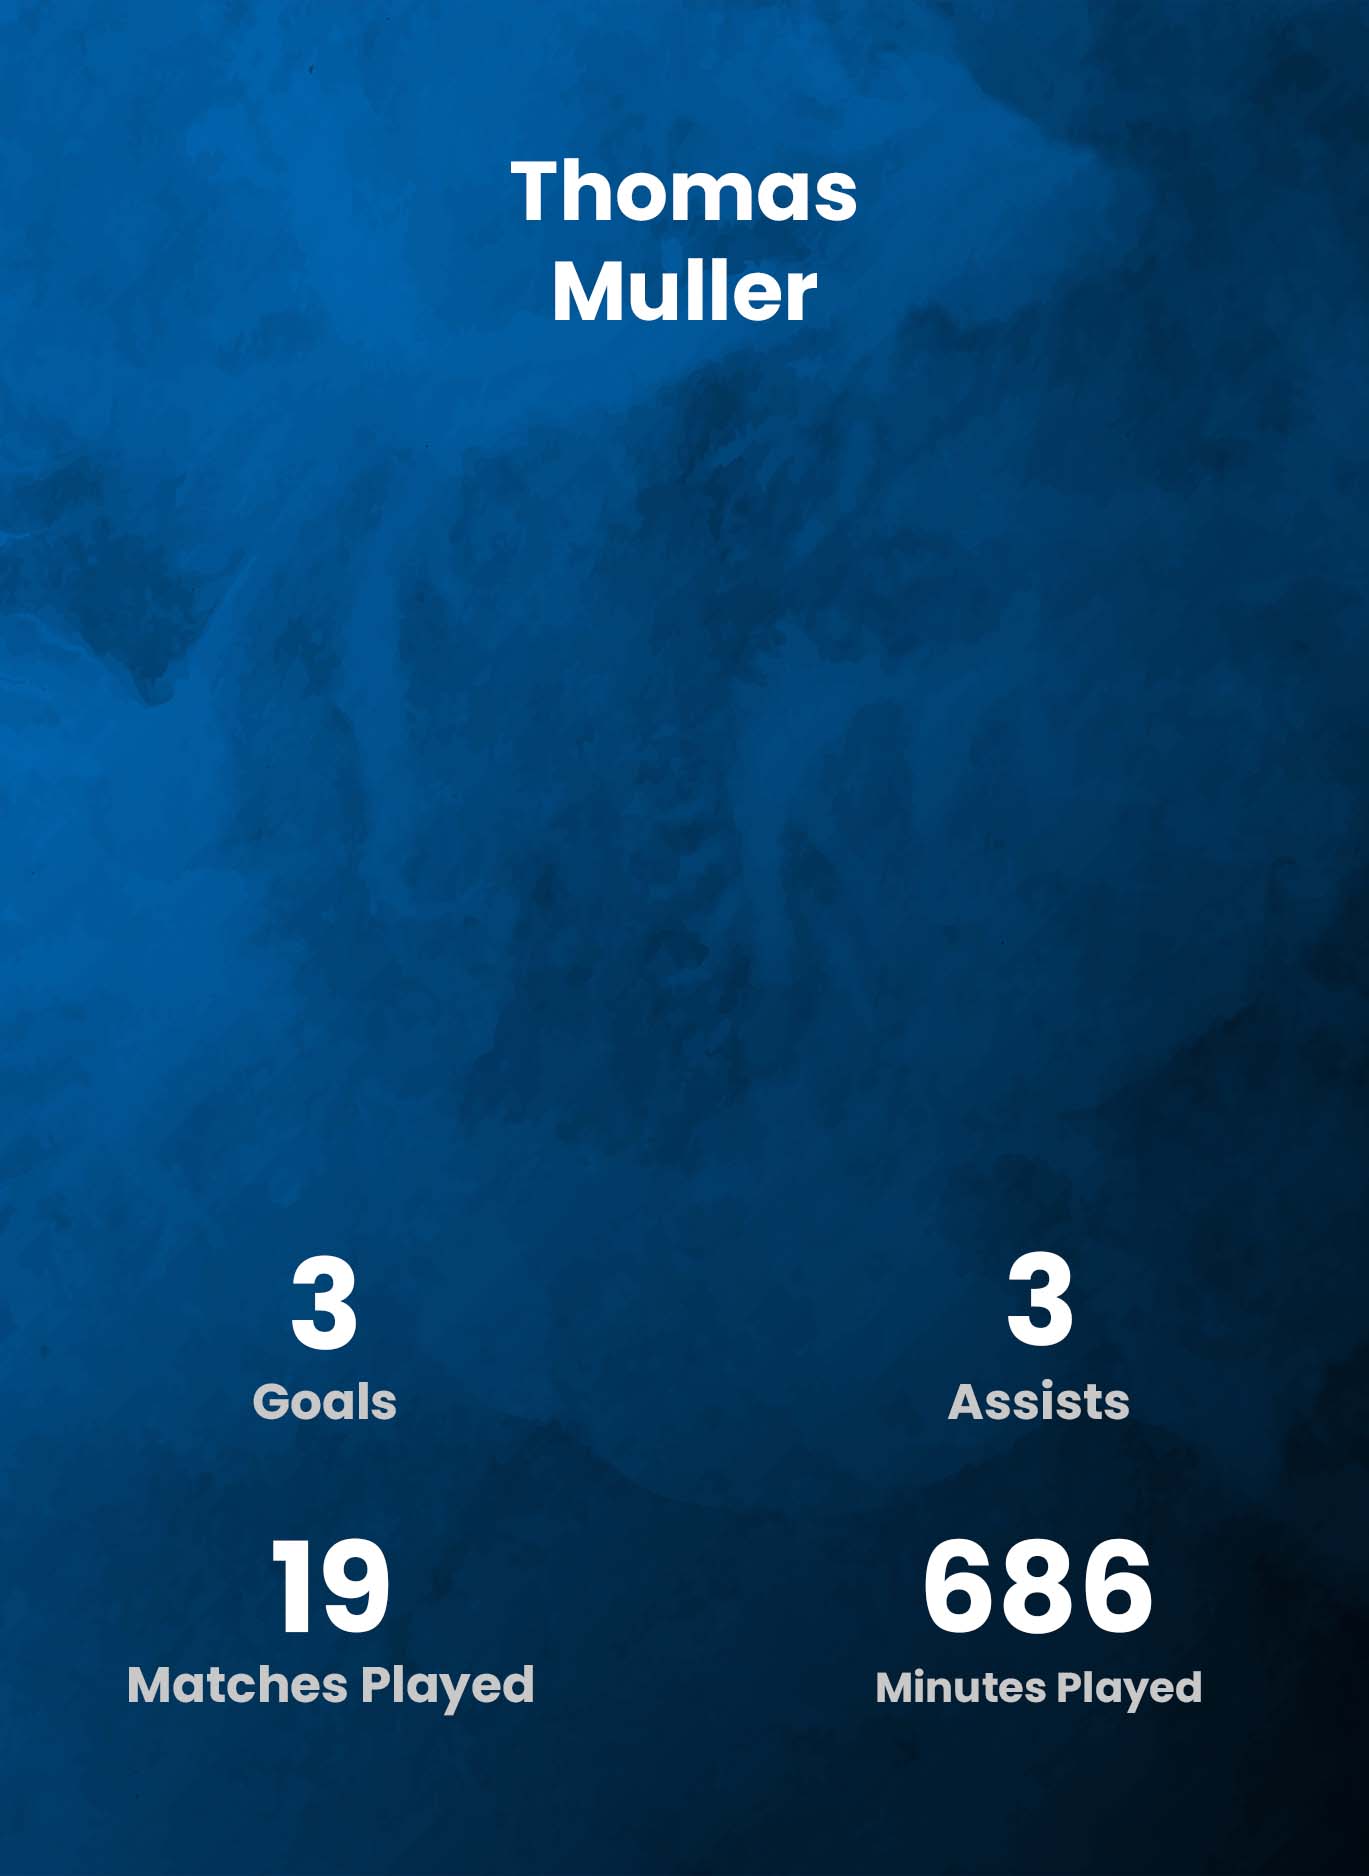 Thomas
Muller
3
Goals
3
Assists
19
Matches Played
686
Minutes Played